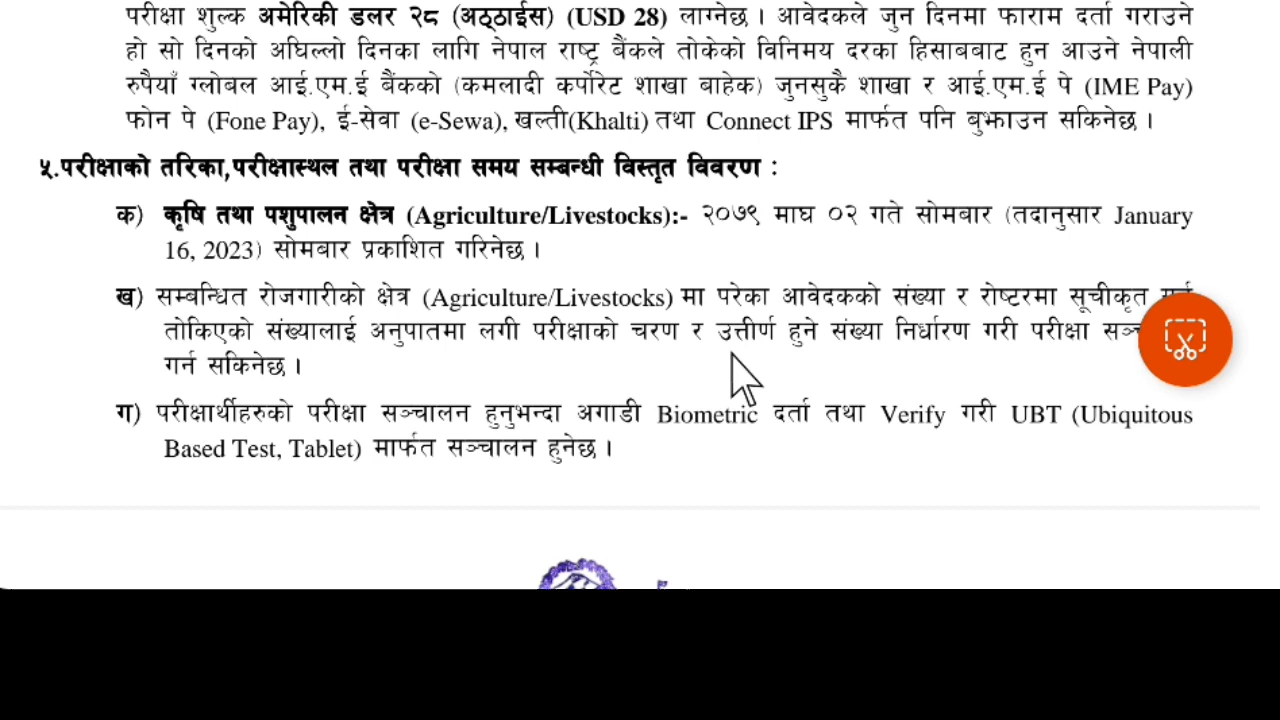 परीक्षा शुल्क अमेरिकी डलर २८ (अठ्ठाईस) (USD 28) लाग्नेछ । आवेदकले जुन दिनमा फाराम दर्ता गराउने
हो सो दिनको अघिल्लो दिनका लागि नेपाल राष्ट्र बैंकले तोकेको विनिमय दरका हिसाबबाट हुन आउने नेपाली
रुपैयाँ ग्लोबल आई.एम.ई बैंकको (कमलादी कर्पोरेट शाखा बाहेक) जुनसुकै शाखा र आई.एम.ई पे (IME Pay)
फोन पे (Fone Pay), ई-सेवा (e-Sewa), खल्ती(Khalti) तथा Connect IPS मार्फत पनि बुझाउन सकिनेछ ।
५.परीक्षाको तरिका,परीक्षास्थल तथा परीक्षा समय सम्बन्धी विस्तृत विवरण :
क) कृषि तथा पशुपालन क्षेत्र (Agriculture/Livestocks):- २०७९ माघ ०२ गते सोमबार (तदानुसार January
16, 2023) सोमबार प्रकाशित गरिनेछ ।
ख) सम्बन्धित रोजगारीको क्षेत्र (Agriculture/Livestocks) मा परेका आवेदकको संख्या र रोष्टरमा सूचीकृत
तोकिएको संख्यालाई अनुपातमा लगी परीक्षाको चरण र उत्तीर्ण हुने संख्या निर्धारण गरी परीक्षा
गर्न सकिनेछ ।
ग) परीक्षार्थीहरुको परीक्षा सञ्चालन हुनुभन्दा अगाडी Biometric दर्ता तथा Verify गरी UBT (Ubiquitous
Based Test, Tablet) मार्फत सञ्चालन हुनेछ ।